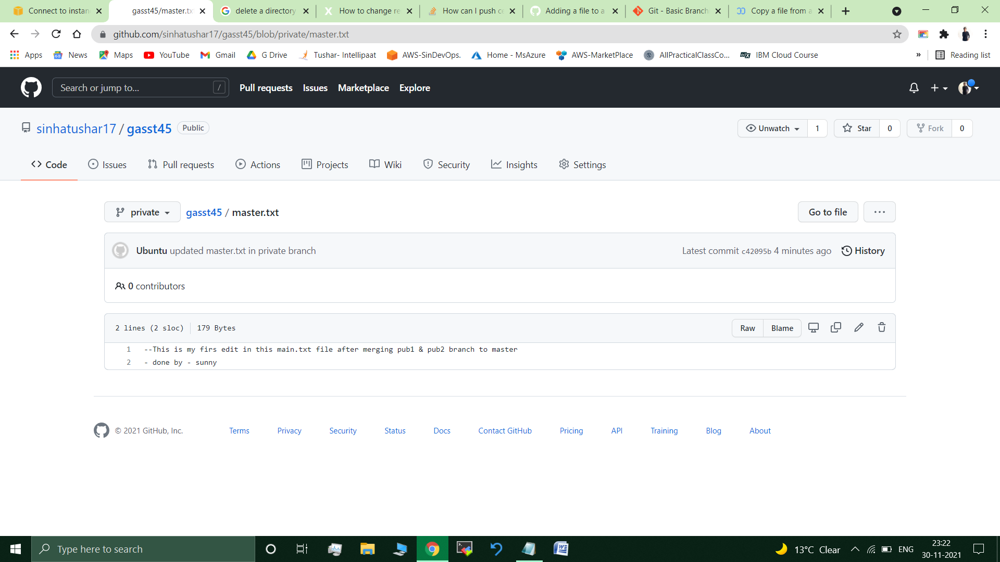 Connect to instan
gasst45/master.tx
delete a directory
How to change re
How can I push co
Adding a file to a
Git - Basic Branch
Copy a file from a
github.com/sinhatushar17/gasst45/blob/private/master.txt
Apps News Maps YouTube Gmail G Drive Tushar- Intellipaat AWS-SinDevOps. Home - MsAzure AWS-MarketPlace AllPracticalClassCo... edX IBM Cloud Course » Reading list
Search or jump to... / Pull requests Issues Marketplace Explore
sinhatushar17 / gasst45 Public Unwatch 1 Star 0 Fork 0
Code Issues Pull requests Actions Projects Wiki Security Insights Settings
private gasst45 / master.txt Go to file ...
Ubuntu updated master.txt in private branch Latest commit c42095b 4 minutes ago History
0 contributors
2 lines (2 sloc) 179 Bytes Raw Blame
1 --This is my firs edit in this main.txt file after merging pub1 & pub2 branch to master
2 - done by - sunny
© 2021 GitHub, Inc. Terms Privacy Security Status Docs Contact GitHub Pricing API Training Blog About
Type here to search 13°C Clear ENG 23:22
30-11-2021